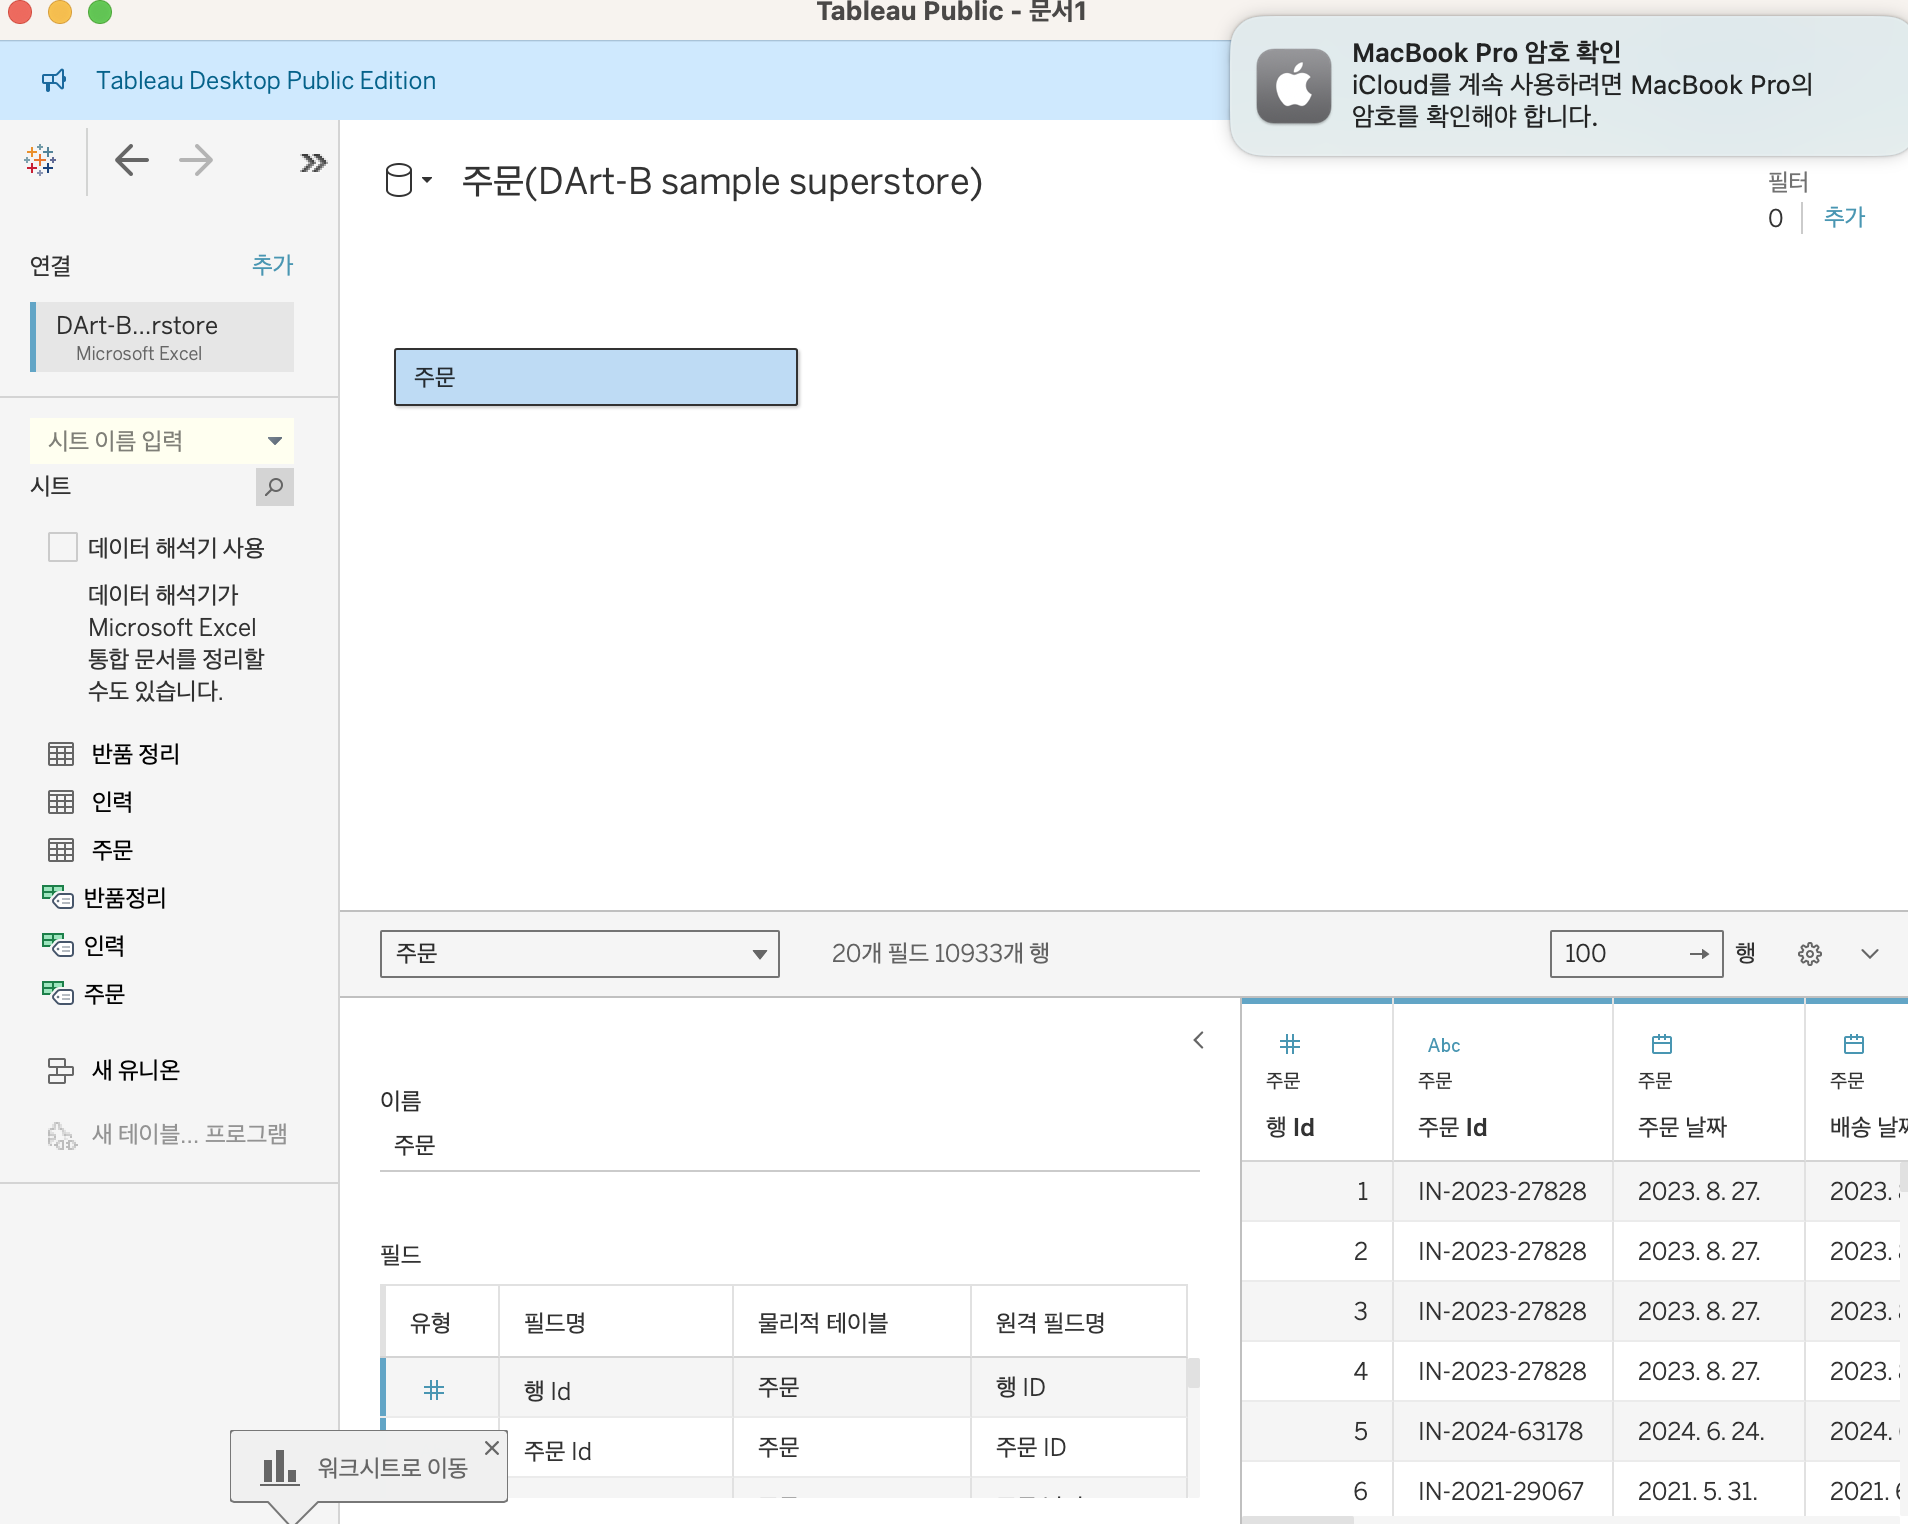 Tableau Public - 문서1
Tableau Desktop Public Edition
MacBook Pro 암호 확인
iCloud를 계속 사용하려면 MacBook Pro의
암호를 확인해야 합니다.
주문(DArt-B sample superstore)
필터
0 추가
연결 추가
DArt-B...rstore
Microsoft Excel
주문
시트 이름 입력
시트
데이터 해석기 사용
데이터 해석기가
Microsoft Excel
통합 문서를 정리할
수도 있습니다.
반품 정리
인력
주문
반품정리
인력
주문
새 유니온
새 테이블... 프로그램
주문 20개 필드 10933개 행 100 행
이름
주문
필드
유형 필드명 물리적 테이블 원격 필드명
행 Id 주문 행 ID
주문 Id 주문 주문 ID
워크시트로 이동
Abc
주문 주문 주문 주문
행 Id 주문 Id 주문 날짜 배송 날짜
1 IN-2023-27828 2023. 8. 27. 2023.
2 IN-2023-27828 2023. 8. 27. 2023.
3 IN-2023-27828 2023. 8. 27. 2023.
4 IN-2023-27828 2023. 8. 27. 2023.
5 IN-2024-63178 2024. 6. 24. 2024.
6 IN-2021-29067 2021. 5. 31. 2021.